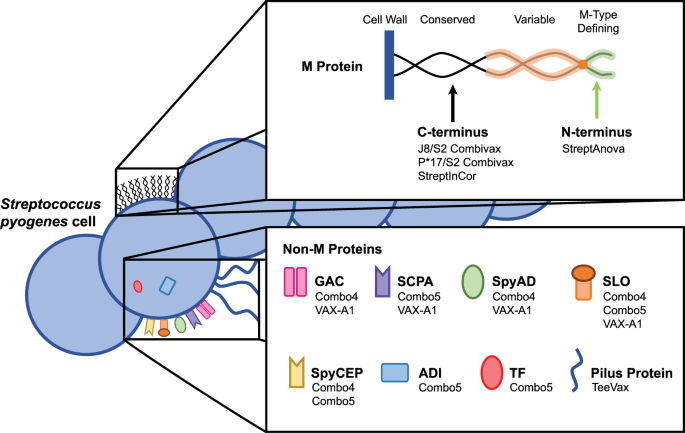 Cell Wall
Conserved
Variable
M-Type
Defining
M Protein
C-terminus
J8/S2 Combivax
P*17/S2 Combivax
StreptInCor
N-terminus
StreptAnova
Streptococcus
pyogenes cell
Non-M Proteins
GAC
Combo4
VAX-A1
SCPA
Combo5
VAX-A1
SpyAD
Combo4
VAX-A1
SLO
Combo4
Combo5
VAX-A1
SpyCEP
Combo4
Combo5
ADI
Combo5
TF
Combo5
Pilus Protein
TeeVax